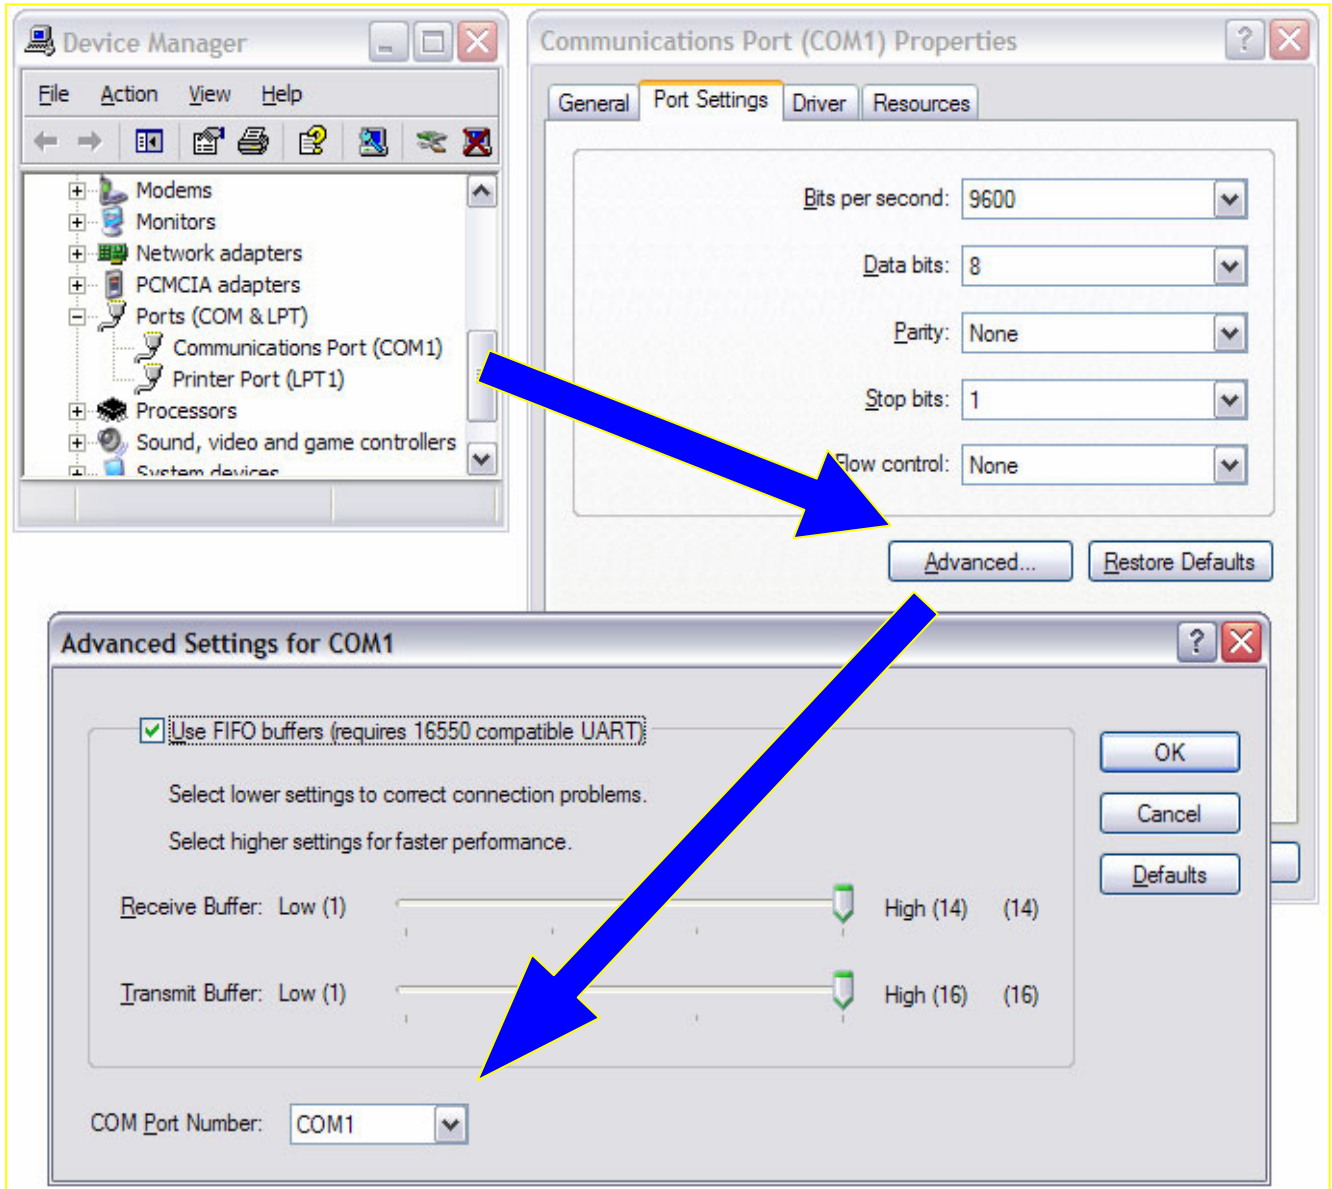 Device Manager
File Action View Help
Modems
Monitors
Network adapters
PCMCIA adapters
Ports (COM & LPT)
Communications Port (COM1)
Printer Port (LPT1)
Processors
Sound, video and game controllers
System devices
Communications Port (COM1) Properties
General Port Settings Driver Resources
Bits per second: 9600
Data bits: 8
Parity: None
Stop bits: 1
Flow control: None
Advanced... Restore Defaults
Advanced Settings for COM1
Use FIFO buffers (requires 16550 compatible UART)
Select lower settings to correct connection problems.
Select higher settings for faster performance.
Receive Buffer: Low (1) High (14) (14)
Transmit Buffer: Low (1) High (16) (16)
COM Port Number: COM1
OK
Cancel
Defaults